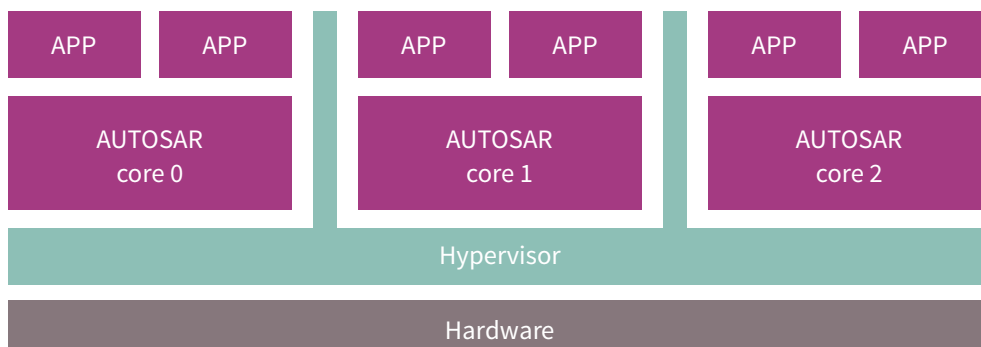 APP APP APP APP APP APP
AUTOSAR AUTOSAR AUTOSAR
core 0 core 1 core 2
Hypervisor
Hardware